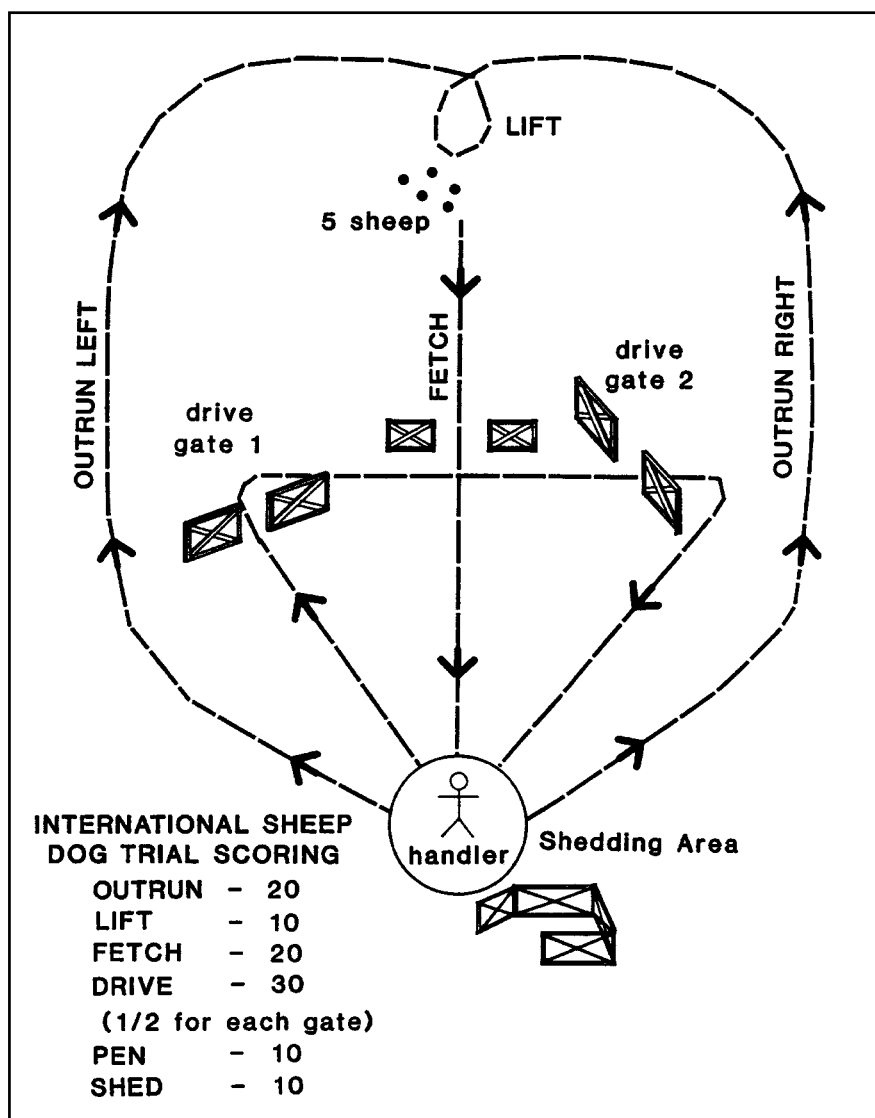 LIFT
5 sheep
OUTRUN LEFT
FETCH
OUTRUN RIGHT
drive
gate 2
drive
gate 1
handler
Shedding Area
INTERNATIONAL SHEEP
DOG TRIAL SCORING
OUTRUN - 20
LIFT - 10
FETCH - 20
DRIVE - 30
(1/2 for each gate)
PEN - 10
SHED - 10